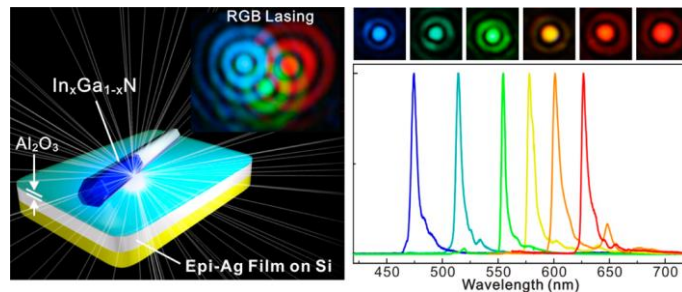 RGB Lasing
InxGa1-xN
Al2O3
Epi-Ag Film on Si
450 500 550 600 650 700
Wavelength (nm)